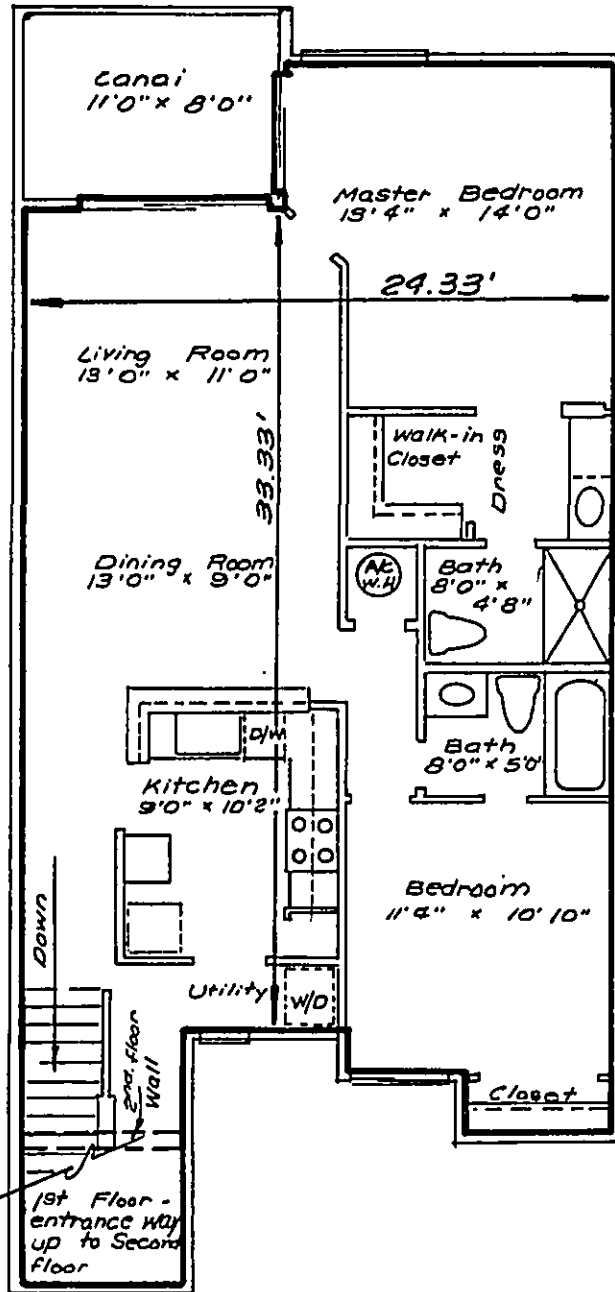 Lanai
11'0" x 8'0"
Master Bedroom
13'4" x 14'0"
24.33'
Living Room
13'0" x 11'0"
33.33'
Walk-in
Closet
Dress
Dining Room
13'0" x 9'0"
A/C
W.H
Bath
8'0" x
4'8"
D/W
Kitchen
9'0" x 10'2"
Bath
8'0" x 5'0"
Bedroom
11'4" x 10'10"
Down
Utility
W/D
2nd. floor
Wall
Closet
1st Floor -
entrance way
up to Second
floor